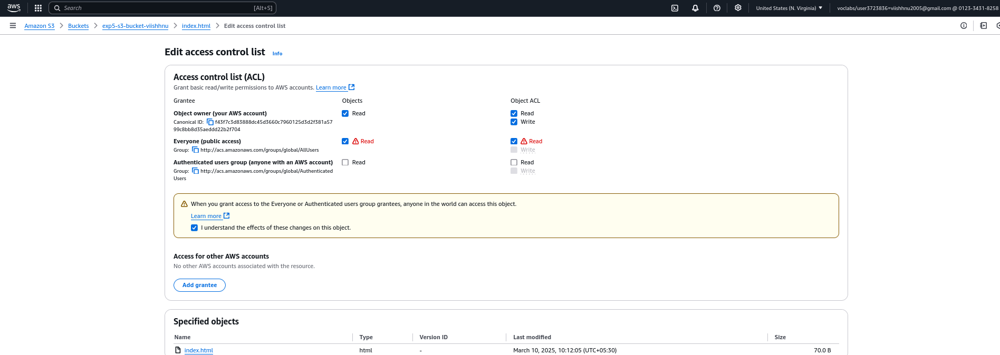 aws Search [Alt+S] United States (N. Virginia) voclabs/user3723836=viishhnu2005@gmail.com @ 0123-3431-8258
Amazon S3 > Buckets > exp5-s3-bucket-viishhnu > index.html > Edit access control list
Edit access control list Info
Access control list (ACL)
Grant basic read/write permissions to AWS accounts. Learn more
Grantee Objects Object ACL
Object owner (your AWS account) Read Read
Canonical ID: f43f7c3d83888dc45d3660c7960125d3d2f381a57 Write
99c8bb8d35aeddd22b2f704
Everyone (public access) Read Read
Group: http://acs.amazonaws.com/groups/global/AllUsers Write
Authenticated users group (anyone with an AWS account) Read Read
Group: http://acs.amazonaws.com/groups/global/Authenticated Write
Users
When you grant access to the Everyone or Authenticated users group grantees, anyone in the world can access this object.
Learn more
I understand the effects of these changes on this object.
Access for other AWS accounts
No other AWS accounts associated with the resource.
Add grantee
Specified objects
Name Type Version ID Last modified Size
index.html html - March 10, 2025, 10:12:05 (UTC+05:30) 70.0 B